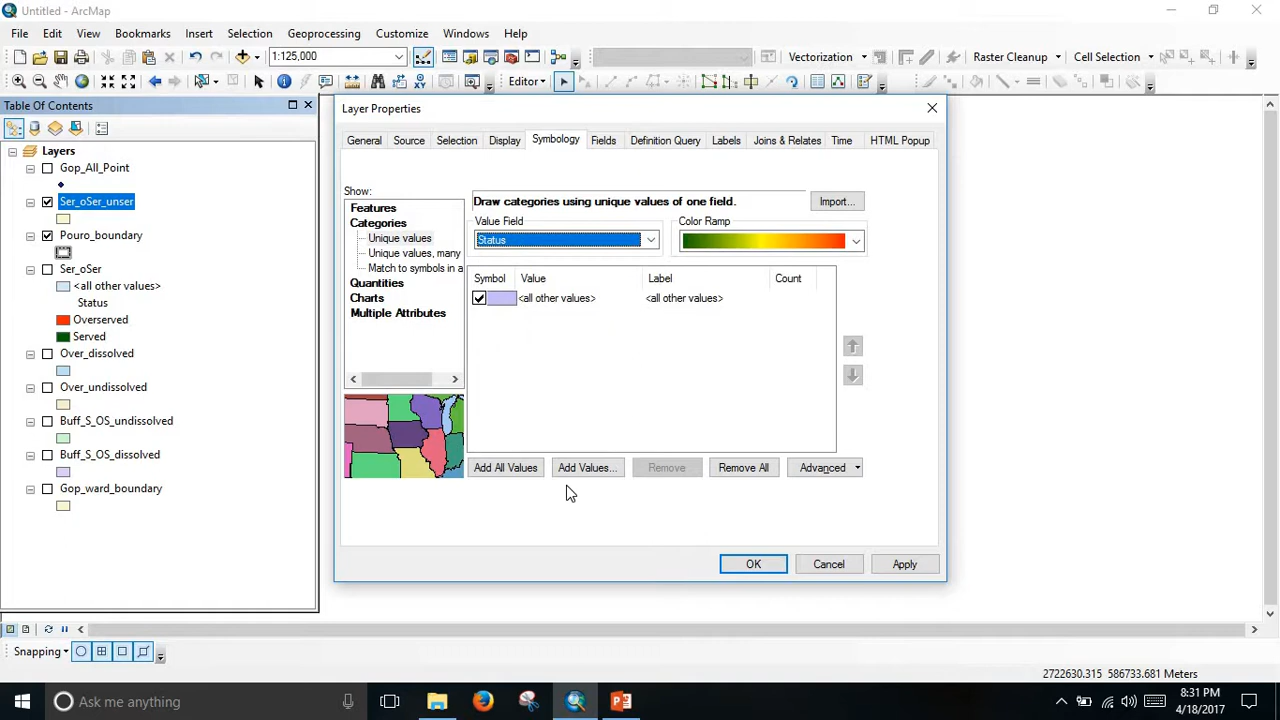 Untitled - ArcMap
File Edit View Bookmarks Insert Selection Geoprocessing Customize Windows Help
1:125,000 Vectorization Raster Cleanup Cell Selection
Editor
Table Of Contents
Layers
Gop_All_Point
Ser_oSer_unser
Pouro_boundary
Ser_oSer
<all other values>
Status
Overserved
Served
Over_dissolved
Over_undissolved
Buff_S_OS_undissolved
Buff_S_OS_dissolved
Gop_ward_boundary
Layer Properties
General Source Selection Display Symbology Fields Definition Query Labels Joins & Relates Time HTML Popup
Show:
Features
Categories
Unique values
Unique values, many
Match to symbols in a
Quantities
Charts
Multiple Attributes
Draw categories using unique values of one field.
Import...
Value Field
Color Ramp
Status
Symbol Value Label Count
<all other values> <all other values>
Add All Values Add Values... Remove Remove All Advanced
OK Cancel Apply
Snapping
2722630.315 586733.681 Meters
Ask me anything
8:31 PM
4/18/2017